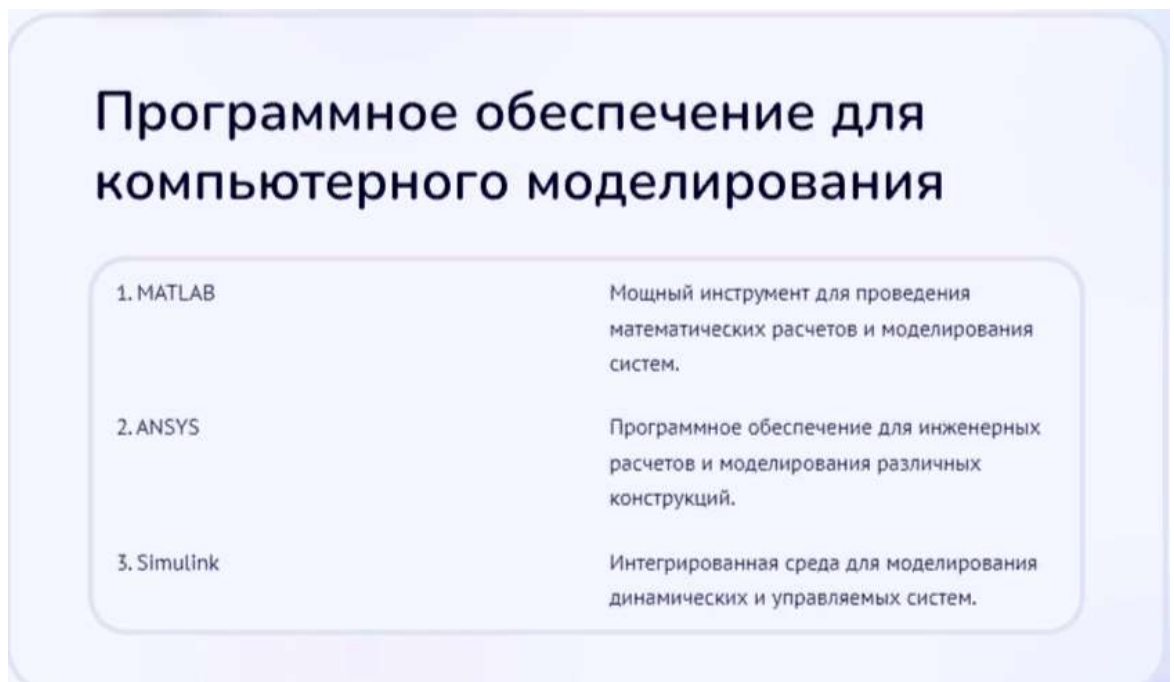 Программное обеспечение для
компьютерного моделирования
1. MATLAB
Мощный инструмент для проведения
математических расчетов и моделирования
систем.
2. ANSYS
Программное обеспечение для инженерных
расчетов и моделирования различных
конструкций.
3. Simulink
Интегрированная среда для моделирования
динамических и управляемых систем.